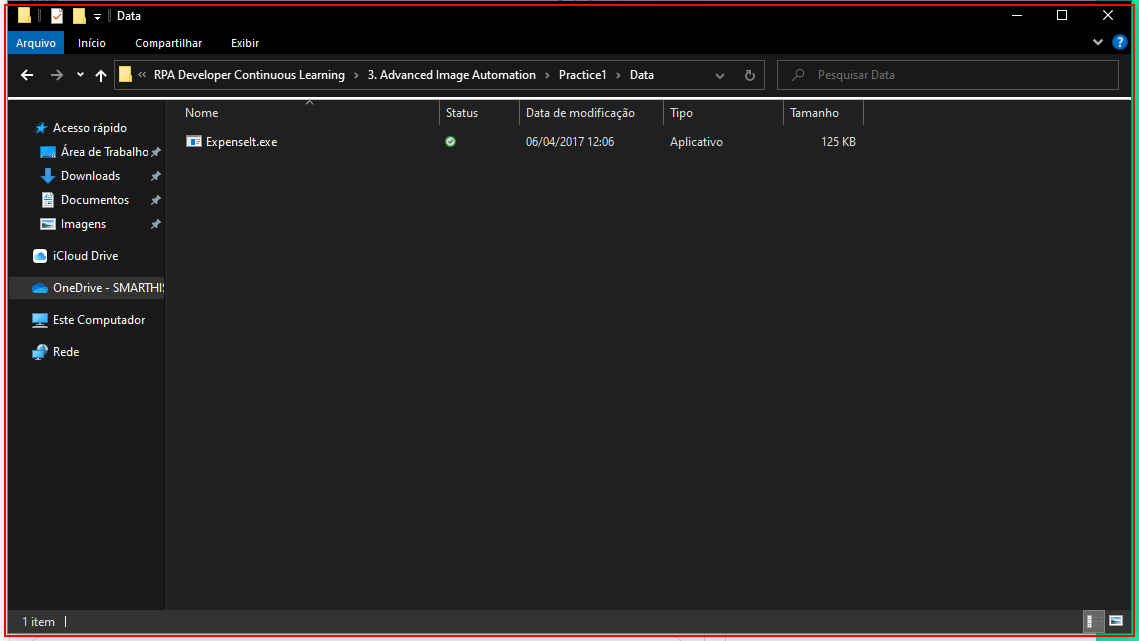 Data
Arquivo Início Compartilhar Exibir
« RPA Developer Continuous Learning › 3. Advanced Image Automation › Practice1 › Data
Pesquisar Data
Nome Status Data de modificação Tipo Tamanho
ExpenseIt.exe 06/04/2017 12:06 Aplicativo 125 KB
Acesso rápido
Área de Trabalho
Downloads
Documentos
Imagens
iCloud Drive
OneDrive - SMARTHIS
Este Computador
Rede
1 item